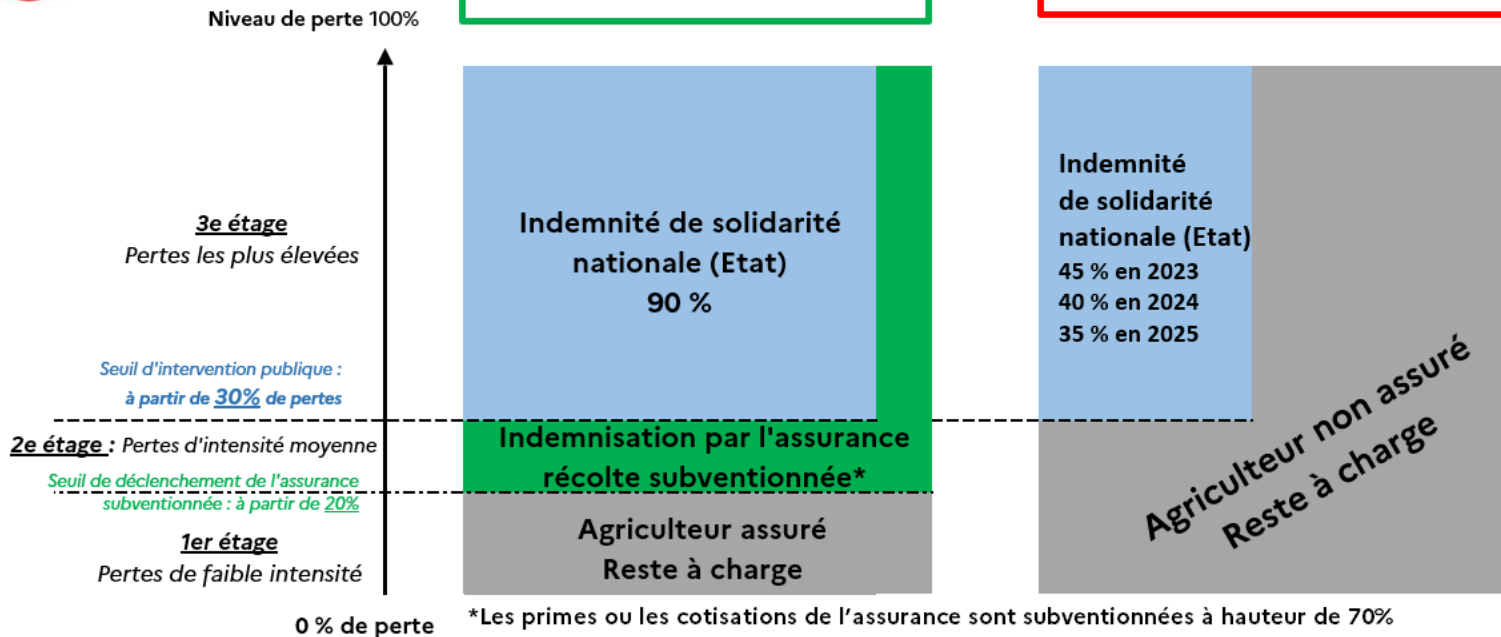 Niveau de perte 100%
3e étage
Pertes les plus élevées
Seuil d'intervention publique :
à partir de 30% de pertes
2e étage : Pertes d'intensité moyenne
Seuil de déclenchement de l'assurance
subventionnée : à partir de 20%
1er étage
Pertes de faible intensité
0 % de perte
Indemnité de solidarité
nationale (Etat)
90 %
Indemnisation par l'assurance
récolte subventionnée*
Agriculteur assuré
Reste à charge
Indemnité
de solidarité
nationale (Etat)
45 % en 2023
40 % en 2024
35 % en 2025
Agriculteur non assuré
Reste à charge
*Les primes ou les cotisations de l’assurance sont subventionnées à hauteur de 70%